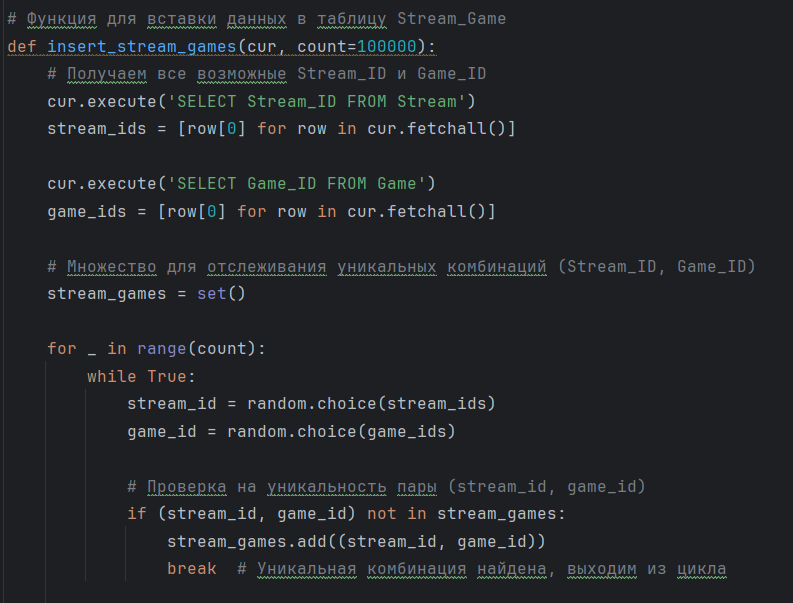 # Функция для вставки данных в таблицу Stream_Game
def insert_stream_games(cur, count=100000):
    # Получаем все возможные Stream_ID и Game_ID
    cur.execute('SELECT Stream_ID FROM Stream')
    stream_ids = [row[0] for row in cur.fetchall()]

    cur.execute('SELECT Game_ID FROM Game')
    game_ids = [row[0] for row in cur.fetchall()]

    # Множество для отслеживания уникальных комбинаций (Stream_ID, Game_ID)
    stream_games = set()

    for _ in range(count):
        while True:
            stream_id = random.choice(stream_ids)
            game_id = random.choice(game_ids)

            # Проверка на уникальность пары (stream_id, game_id)
            if (stream_id, game_id) not in stream_games:
                stream_games.add((stream_id, game_id))
                break  # Уникальная комбинация найдена, выходим из цикла